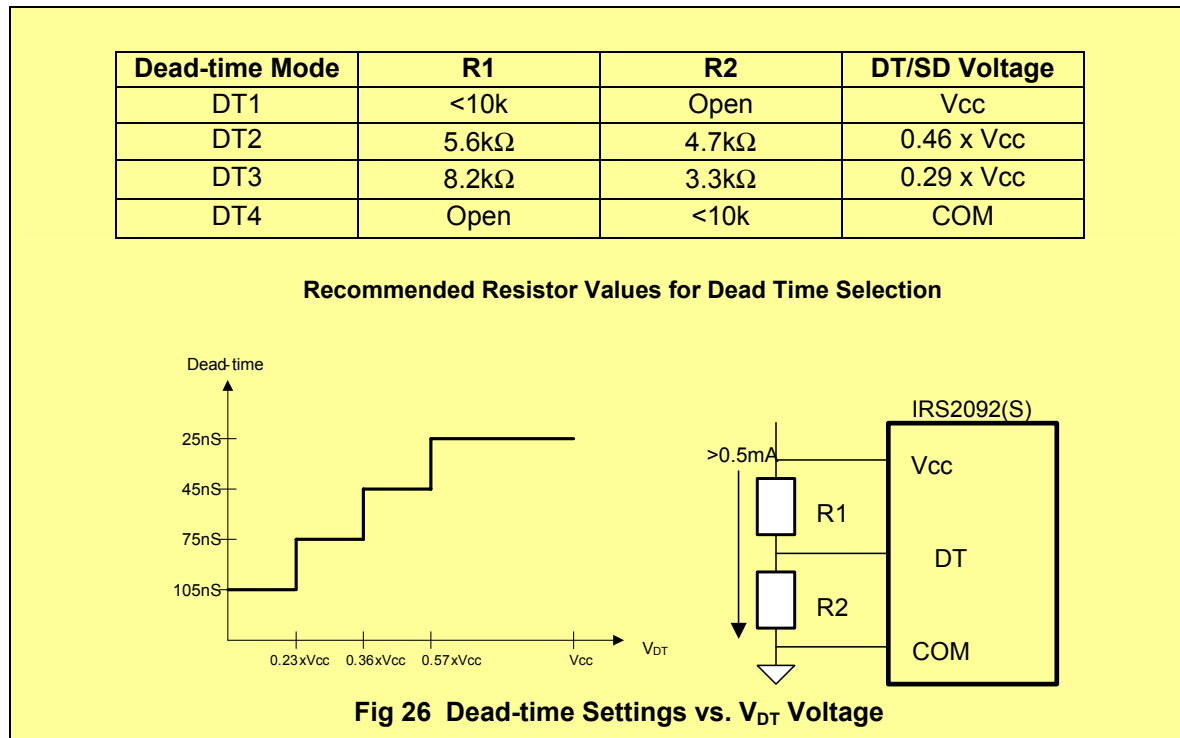 Dead-time Mode R1 R2 DT/SD Voltage
DT1 <10k Open Vcc
DT2 5.6kΩ 4.7kΩ 0.46 x Vcc
DT3 8.2kΩ 3.3kΩ 0.29 x Vcc
DT4 Open <10k COM
Recommended Resistor Values for Dead Time Selection
Dead-time
25nS
45nS
75nS
105nS
0.23xVcc 0.36xVcc 0.57xVcc Vcc
VDT
IRS2092(S)
>0.5mA
Vcc
R1
DT
R2
COM
Fig 26 Dead-time Settings vs. VDT Voltage